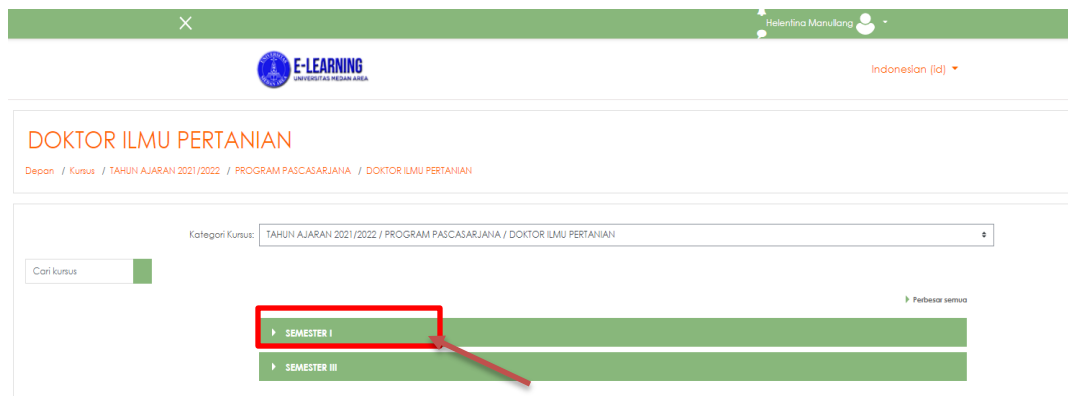 Helentina Manullang
E-LEARNING
UNIVERSITAS MEDAN AREA
Indonesian (id)
DOKTOR ILMU PERTANIAN
Depan / Kursus / TAHUN AJARAN 2021/2022 / PROGRAM PASCASARJANA / DOKTOR ILMU PERTANIAN
Kategori Kursus: TAHUN AJARAN 2021/2022 / PROGRAM PASCASARJANA / DOKTOR ILMU PERTANIAN
Cari kursus
Perbesar semua
SEMESTER I
SEMESTER III